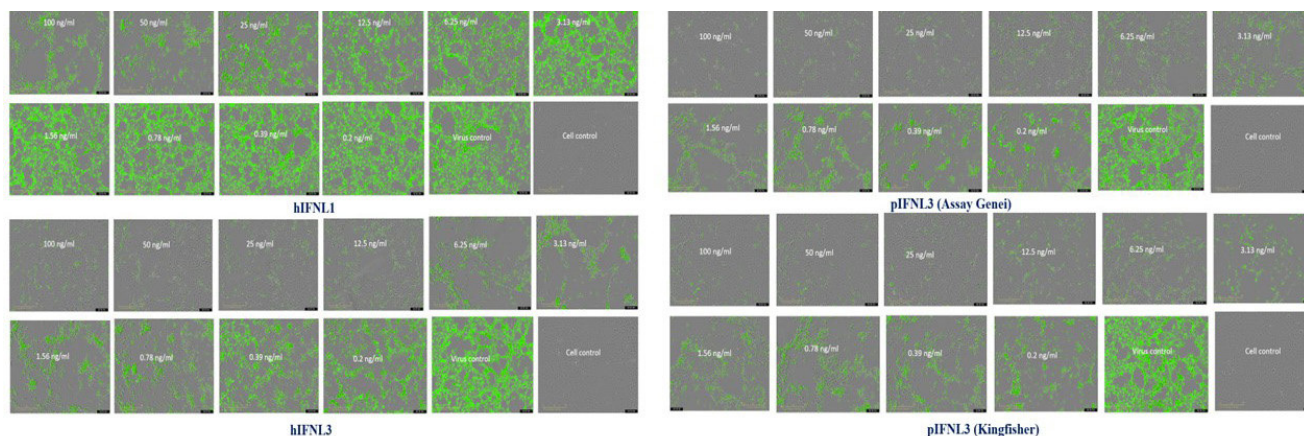 100 ng/ml 50 ng/ml 25 ng/ml 12.5 ng/ml 6.25 ng/ml 3.13 ng/ml
1.56 ng/ml 0.78 ng/ml 0.39 ng/ml 0.2 ng/ml Virus control Cell control
hIFNL1
100 ng/ml 50 ng/ml 25 ng/ml 12.5 ng/ml 6.25 ng/ml 3.13 ng/ml
1.56 ng/ml 0.78 ng/ml 0.39 ng/ml 0.2 ng/ml Virus control Cell control
hIFNL3
100 ng/ml 50 ng/ml 25 ng/ml 12.5 ng/ml 6.25 ng/ml 3.13 ng/ml
1.56 ng/ml 0.78 ng/ml 0.39 ng/ml 0.2 ng/ml Virus control Cell control
pIFNL3 (Assay Genei)
100 ng/ml 50 ng/ml 25 ng/ml 12.5 ng/ml 6.25 ng/ml 3.13 ng/ml
1.56 ng/ml 0.78 ng/ml 0.39 ng/ml 0.2 ng/ml Virus control Cell control
pIFNL3 (Kingfisher)